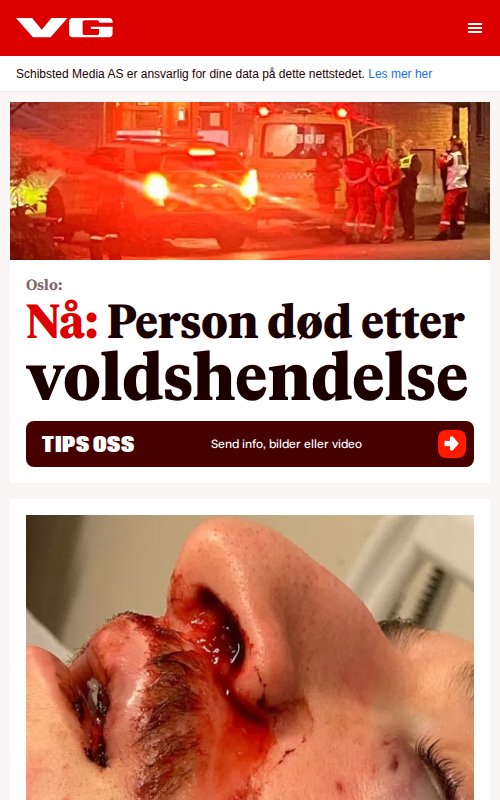 VG
Schibsted Media AS er ansvarlig for dine data på dette nettstedet. Les mer her
Oslo:
Nå: Person død etter
voldshendelse
TIPS OSS Send info, bilder eller video